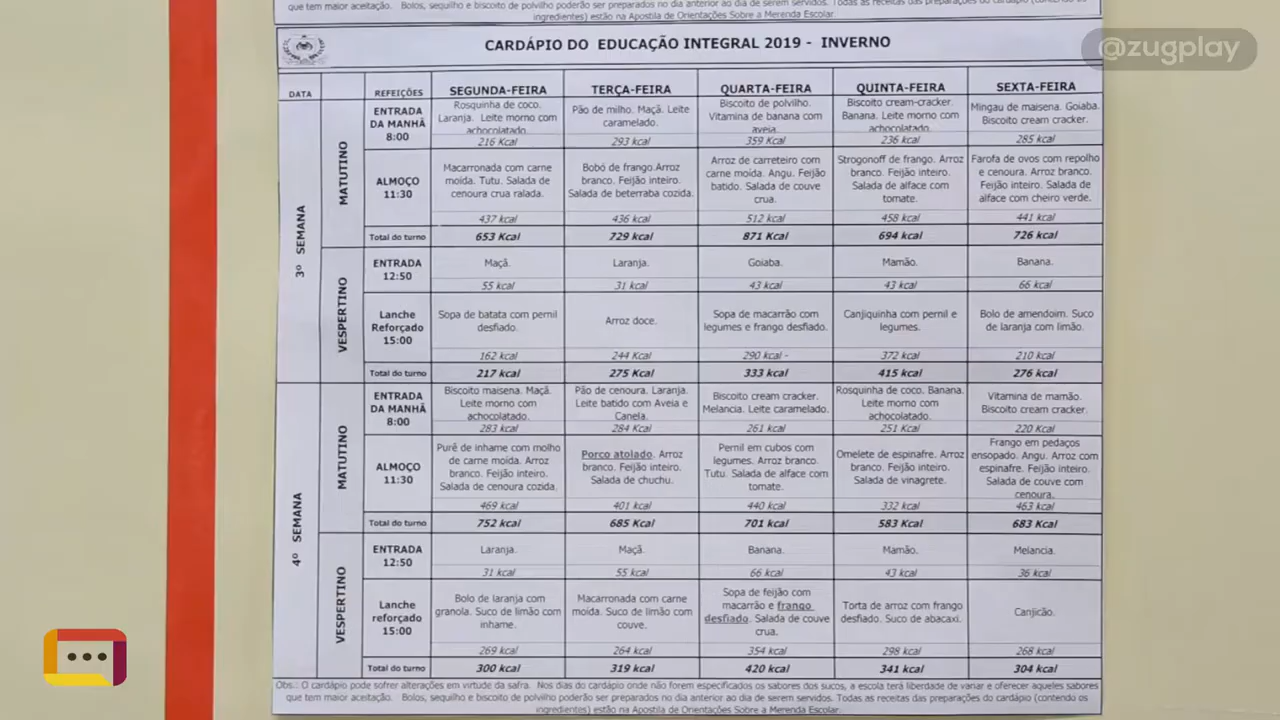 que tem maior aceitação. Bolos, sequilho e biscoito de polvilho poderão ser preparados no dia anterior ao dia de serem servidos. Todas as receitas das preparações do cardápio (contendo os
ingredientes) estão na Apostila de Orientações Sobre a Merenda Escolar.
CARDÁPIO DO EDUCAÇÃO INTEGRAL 2019 - INVERNO
@zugplay
DATA REFEIÇÕES SEGUNDA-FEIRA TERÇA-FEIRA QUARTA-FEIRA QUINTA-FEIRA SEXTA-FEIRA
3º SEMANA
MATUTINO
ENTRADA
DA MANHÃ
8:00
Rosquinha de coco.
Laranja. Leite morno com
achocolatado.
216 Kcal
Pão de milho. Maçã. Leite
caramelado.
293 kcal
Biscoito de polvilho.
Vitamina de banana com
aveia.
359 Kcal
Biscoito cream-cracker.
Banana. Leite morno com
achocolatado.
236 kcal
Mingau de maisena. Goiaba.
Biscoito cream cracker.
285 kcal
ALMOÇO
11:30
Macarronada com carne
moída. Tutu. Salada de
cenoura crua ralada.
437 kcal
Bobó de frango.Arroz
branco. Feijão inteiro.
Salada de beterraba cozida.
436 kcal
Arroz de carreteiro com
carne moída. Angu. Feijão
batido. Salada de couve
crua.
512 kcal
Strogonoff de frango. Arroz
branco. Feijão inteiro.
Salada de alface com
tomate.
458 kcal
Farofa de ovos com repolho
e cenoura. Arroz branco.
Feijão inteiro. Salada de
alface com cheiro verde.
441 kcal
Total do turno 653 Kcal 729 kcal 871 Kcal 694 kcal 726 kcal
VESPERTINO
ENTRADA
12:50
Maçã.
55 kcal
Laranja.
31 kcal
Goiaba.
43 kcal
Mamão.
43 kcal
Banana.
66 kcal
Lanche
Reforçado
15:00
Sopa de batata com pernil
desfiado.
162 kcal
Arroz doce.
244 Kcal
Sopa de macarrão com
legumes e frango desfiado.
290 kcal -
Canjiquinha com pernil e
legumes.
372 kcal
Bolo de amendoim. Suco
de laranja com limão.
210 kcal
Total do turno 217 kcal 275 Kcal 333 kcal 415 kcal 276 kcal
4º SEMANA
MATUTINO
ENTRADA
DA MANHÃ
8:00
Biscoito maisena. Maçã.
Leite morno com
achocolatado.
283 kcal
Pão de cenoura. Laranja.
Leite batido com Aveia e
Canela.
284 Kcal
Biscoito cream cracker.
Melancia. Leite caramelado.
261 kcal
Rosquinha de coco. Banana.
Leite morno com
achocolatado.
251 Kcal
Vitamina de mamão.
Biscoito cream cracker.
220 Kcal
ALMOÇO
11:30
Purê de inhame com molho
de carne moída. Arroz
branco. Feijão inteiro.
Salada de cenoura cozida.
469 kcal
Porco atolado. Arroz
branco. Feijão inteiro.
Salada de chuchu.
401 kcal
Pernil em cubos com
legumes. Arroz branco.
Tutu. Salada de alface com
tomate.
440 kcal
Omelete de espinafre. Arroz
branco. Feijão inteiro.
Salada de vinagrete.
332 kcal
Frango em pedaços
ensopado. Angu. Arroz com
espinafre. Feijão inteiro.
Salada de couve com
cenoura.
463 kcal
Total do turno 752 kcal 685 Kcal 701 kcal 583 Kcal 683 Kcal
VESPERTINO
ENTRADA
12:50
Laranja.
31 kcal
Maçã.
55 kcal
Banana.
66 kcal
Mamão.
43 kcal
Melancia.
36 kcal
Lanche
reforçado
15:00
Bolo de laranja com
granola. Suco de limão com
inhame.
269 kcal
Macarronada com carne
moída. Suco de limão com
couve.
264 kcal
Sopa de feijão com
macarrão e frango
desfiado. Salada de couve
crua.
354 kcal
Torta de arroz com frango
desfiado. Suco de abacaxi.
298 kcal
Canjicão.
268 kcal
Total do turno 300 kcal 319 kcal 420 kcal 341 kcal 304 kcal
Obs.: O cardápio pode sofrer alterações em virtude da safra. Nos dias do cardápio onde não forem especificados os sabores dos sucos, a escola terá liberdade de variar e oferecer aqueles sabores
que tem maior aceitação. Bolos, sequilho e biscoito de polvilho poderão ser preparados no dia anterior ao dia de serem servidos. Todas as receitas das preparações do cardápio (contendo os
ingredientes) estão na Apostila de Orientações Sobre a Merenda Escolar.